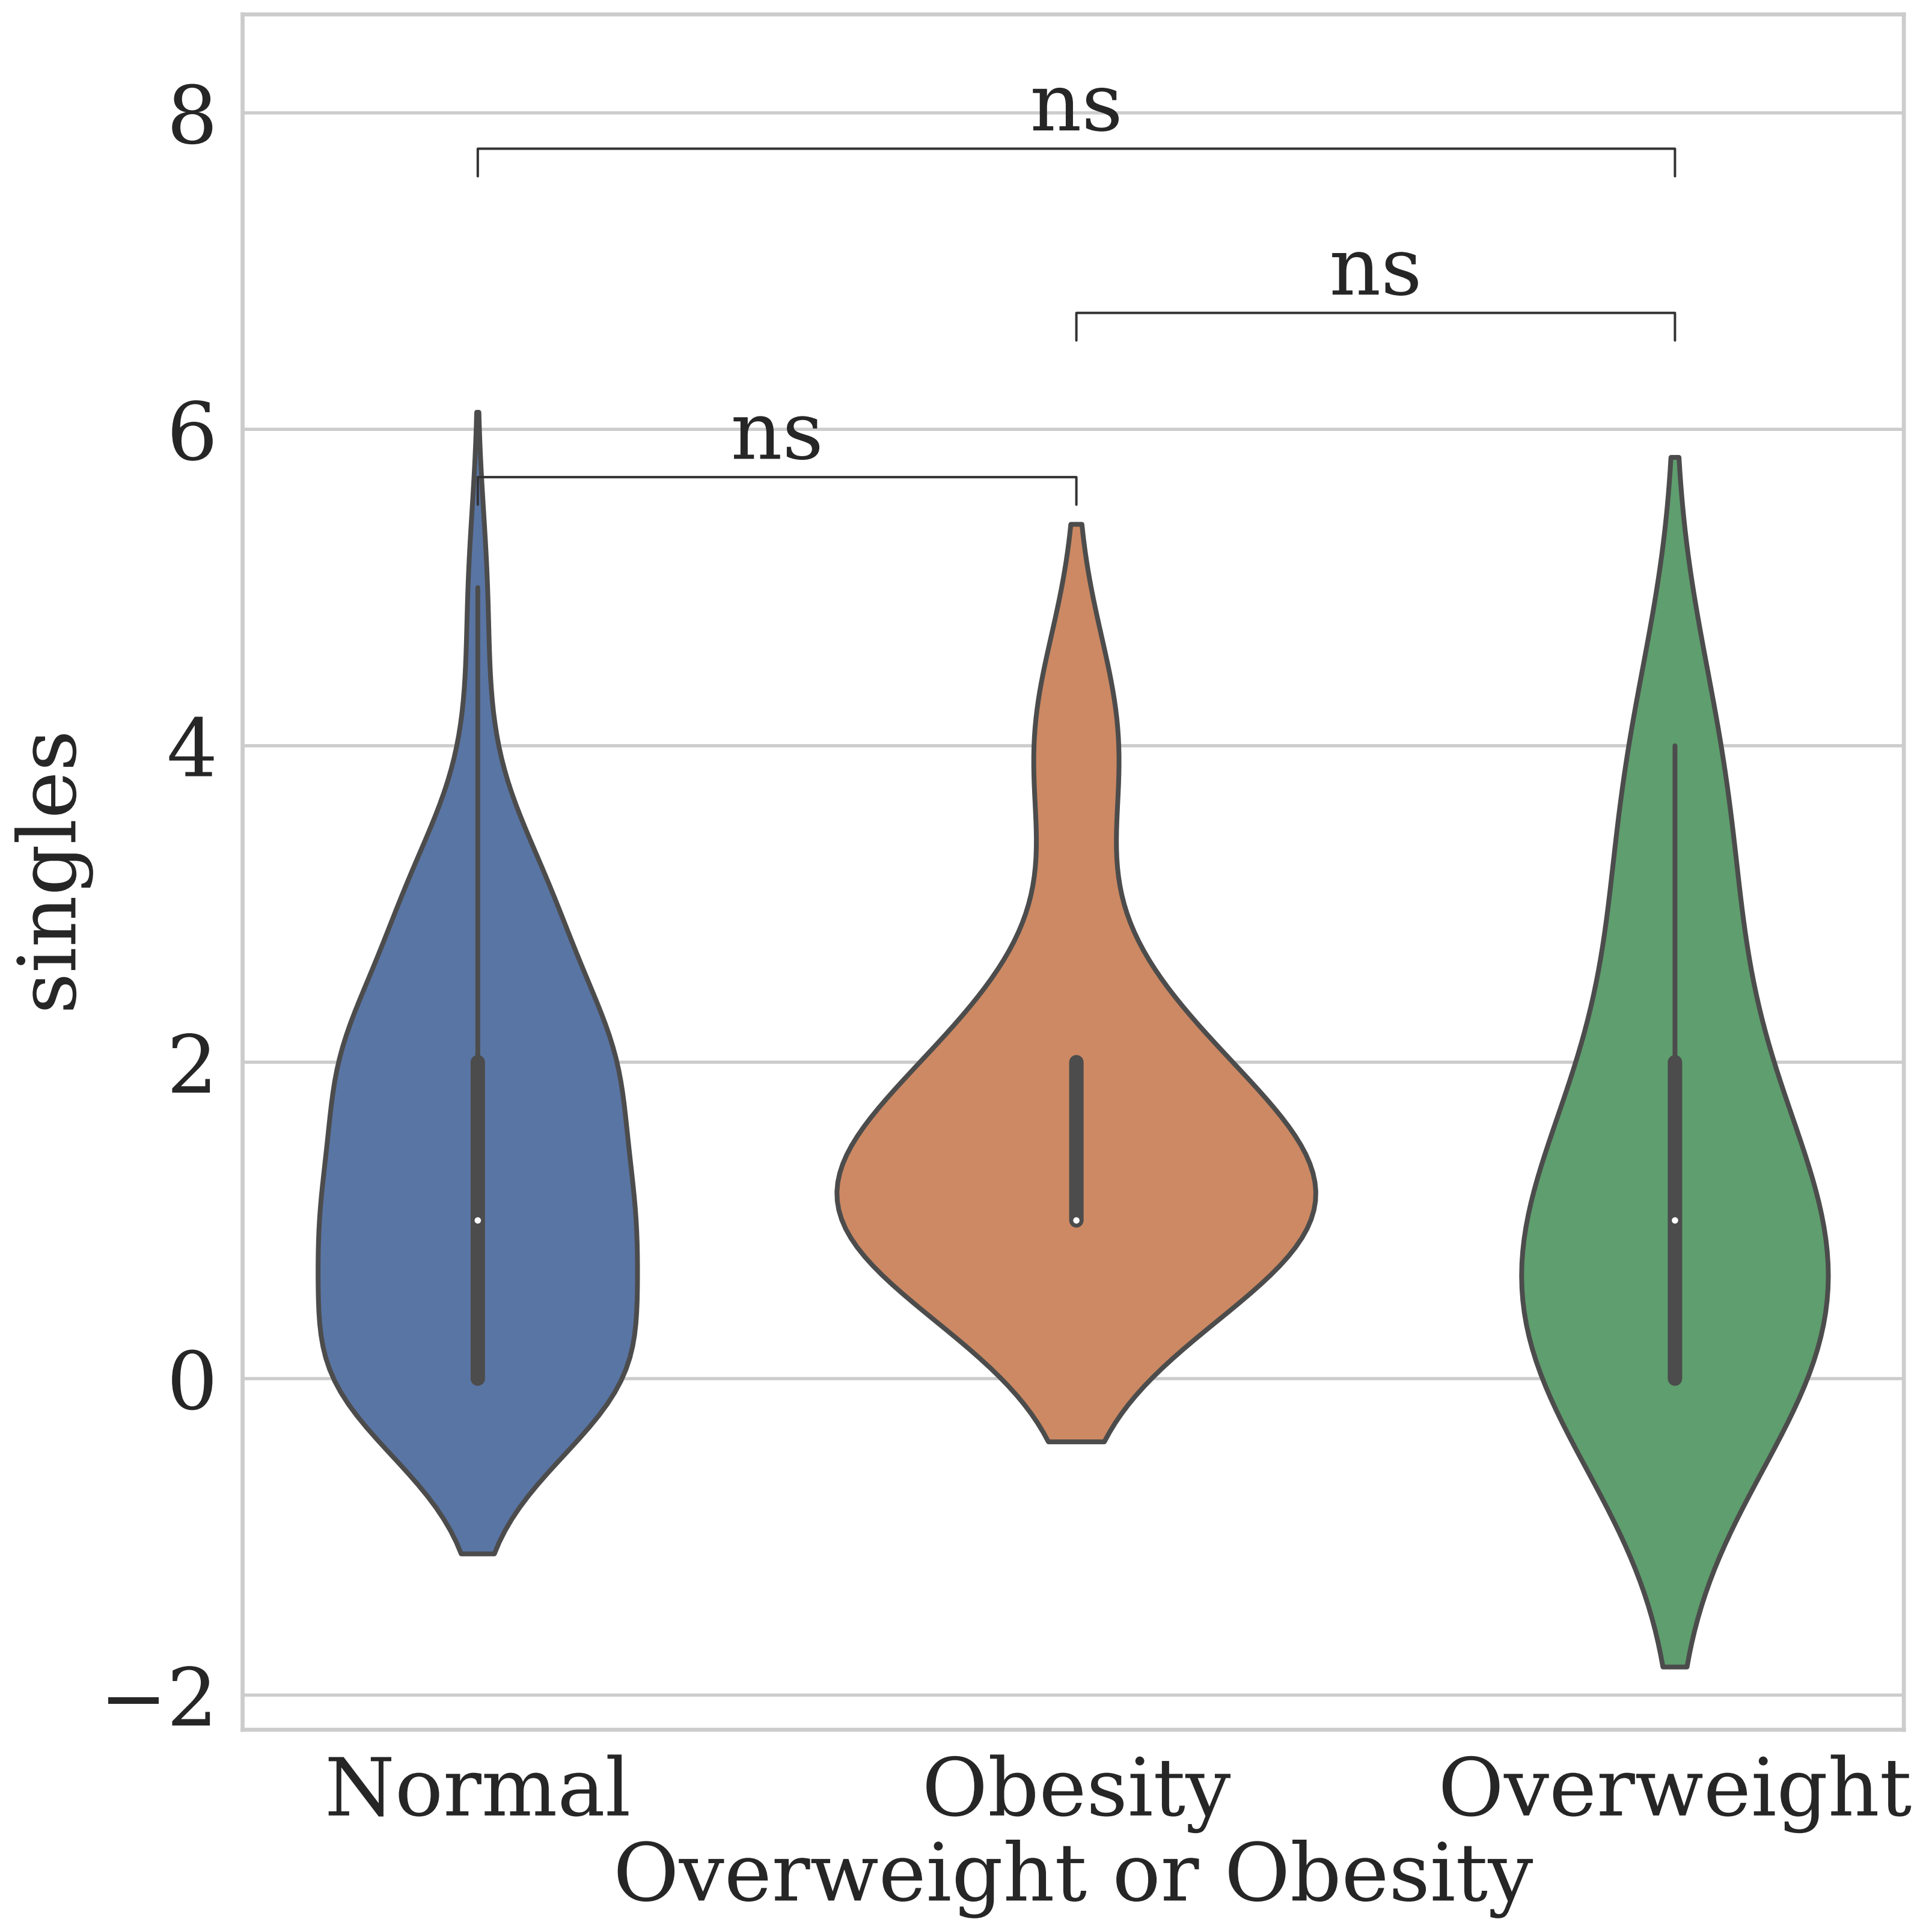 ns
8
ns
6
ns
4
singles
2
0
−2
Normal Obesity Overweight
Overweight or Obesity